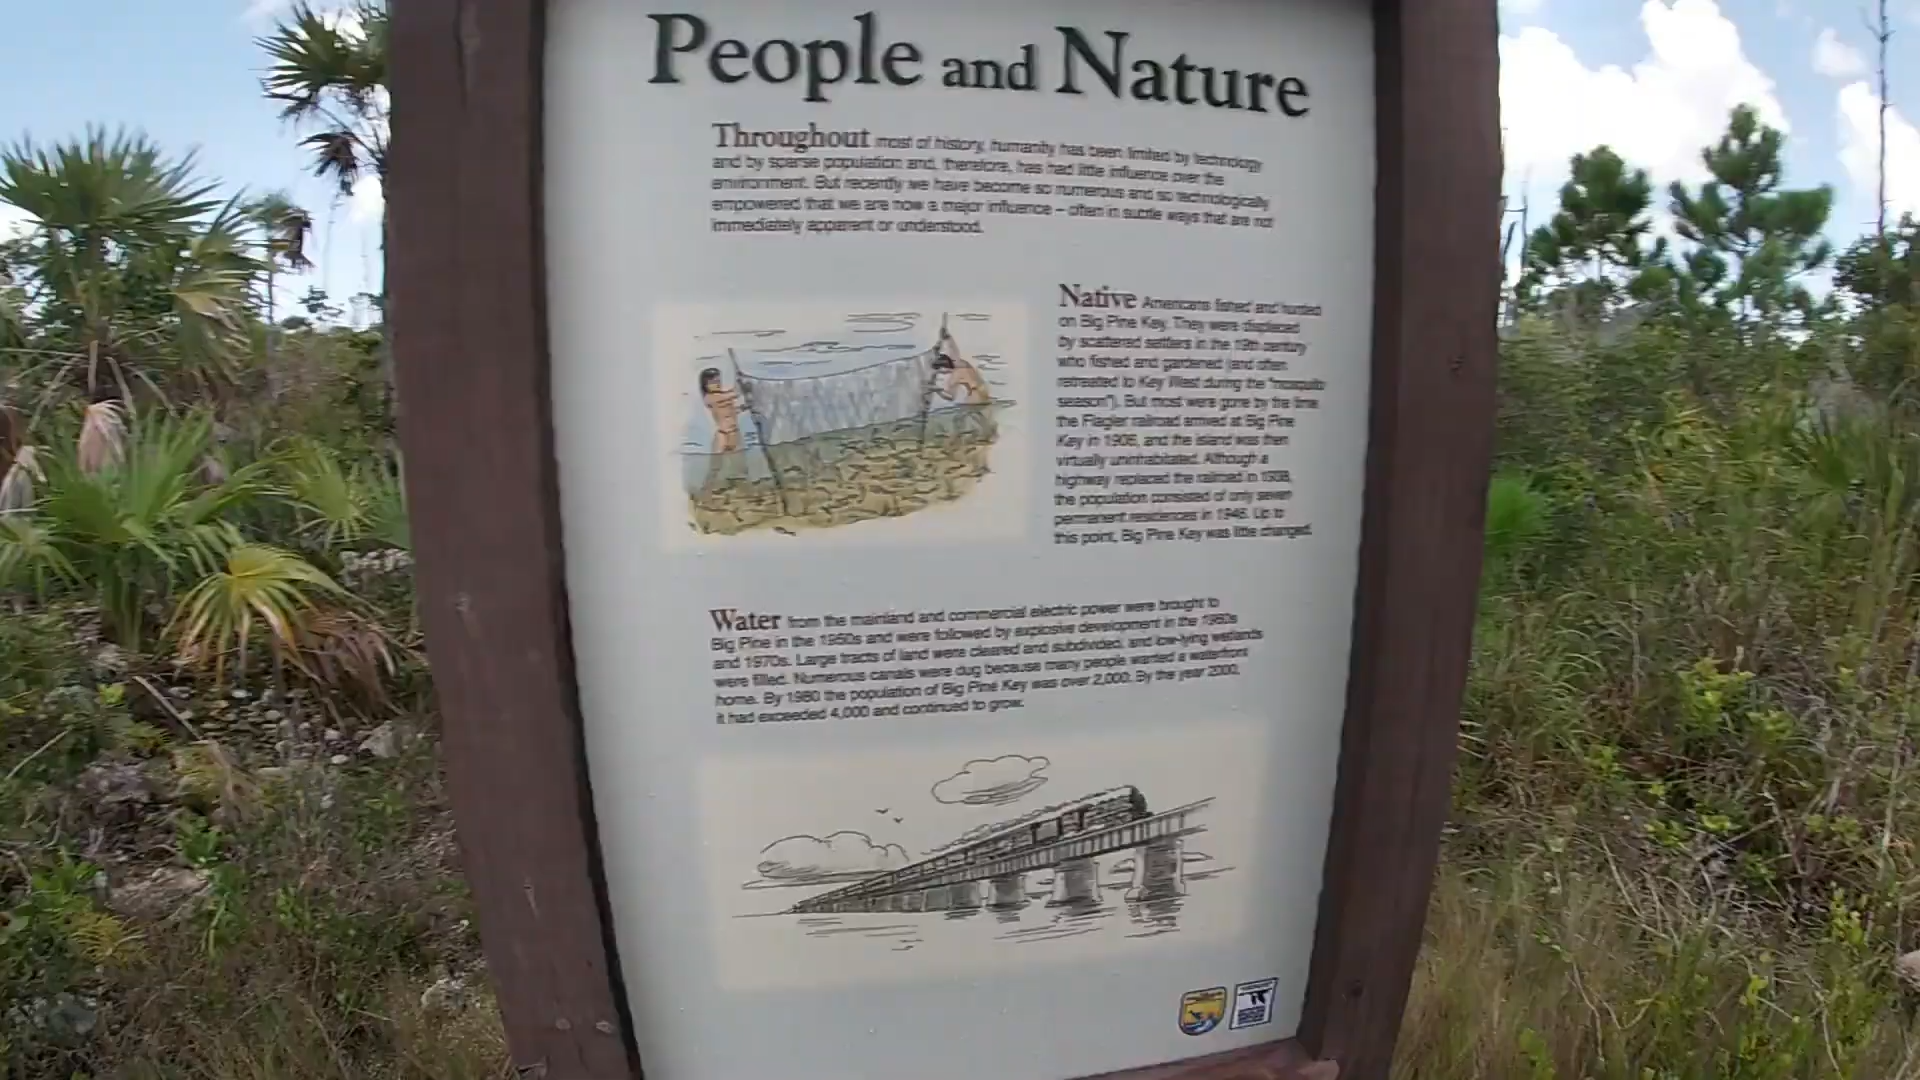 People and Nature
Throughout most of history, humanity has been limited by technology
and by sparse population and, therefore, has had little influence over the
environment. But recently we have become so numerous and so technologically
empowered that we are now a major influence – often in subtle ways that are not
immediately apparent or understood.
Native Americans fished and hunted
on Big Pine Key. They were displaced
by scattered settlers in the 19th century
who fished and gardened (and often
retreated to Key West during the "mosquito
season"). But most were gone by the time
the Flagler railroad arrived at Big Pine
Key in 1906, and the island was then
virtually uninhabited. Although a
highway replaced the railroad in 1938,
the population consisted of only seven
permanent residences in 1946. Up to
this point, Big Pine Key was little changed.
Water from the mainland and commercial electric power were brought to
Big Pine in the 1950s and were followed by explosive development in the 1960s
and 1970s. Large tracts of land were cleared and subdivided, and low-lying wetlands
were filled. Numerous canals were dug because many people wanted a waterfront
home. By 1980 the population of Big Pine Key was over 2,000. By the year 2000,
it had exceeded 4,000 and continued to grow.